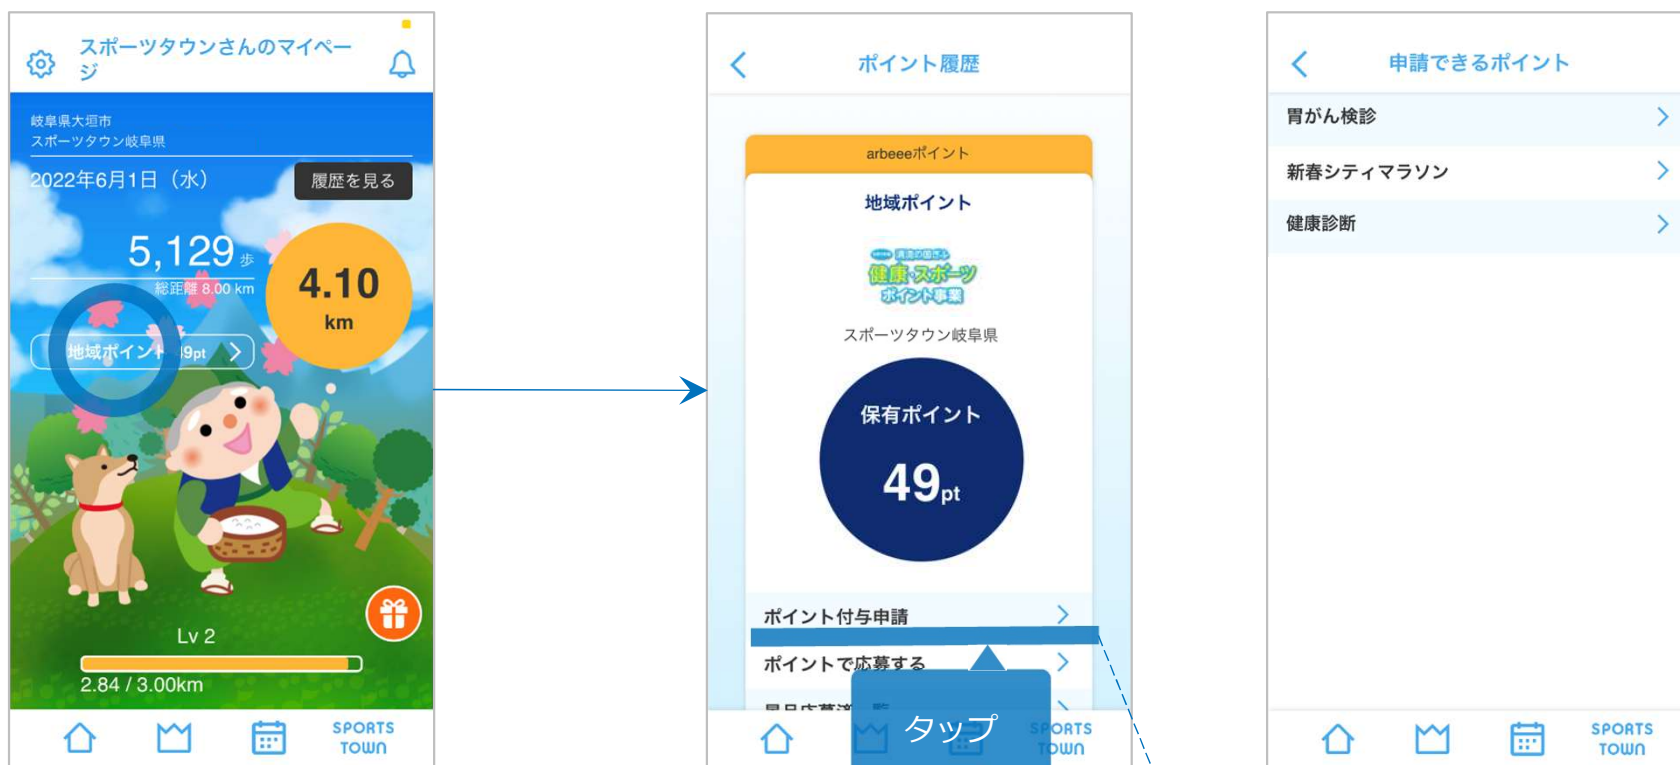 スポーツタウンさんのマイペー
ジ
岐阜県大垣市
スポーツタウン岐阜県
2022年6月1日（水）
履歴を見る
5,129 歩
総距離 8.00 km
4.10
km
地域ポイント 49pt
Lv 2
2.84 / 3.00km
SPORTS
TOWN
ポイント履歴
arbeeeポイント
地域ポイント
清流の国ぎふ
健康・スポーツ
ポイント事業
スポーツタウン岐阜県
保有ポイント
49pt
ポイント付与申請
ポイントで応募する
タップ
SPORTS
TOWN
申請できるポイント
胃がん検診
新春シティマラソン
健康診断
SPORTS
TOWN